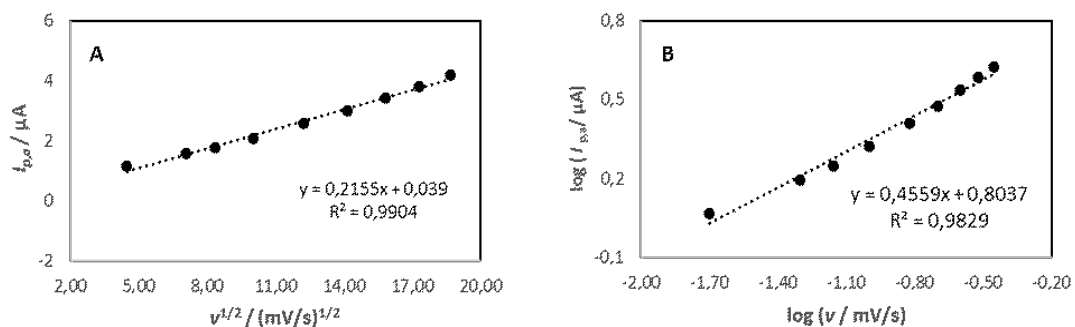 A
I p,a / μA
6
4
2
0
-2
y = 0,2155x + 0,039
R² = 0,9904
2,00 5,00 8,00 11,00 14,00 17,00 20,00
v^1/2 / (mV/s)^1/2
B
log ( I p,a / μA)
0,8
0,5
0,2
-0,1
y = 0,4559x + 0,8037
R² = 0,9829
-2,00 -1,70 -1,40 -1,10 -0,80 -0,50 -0,20
log (v / mV/s)